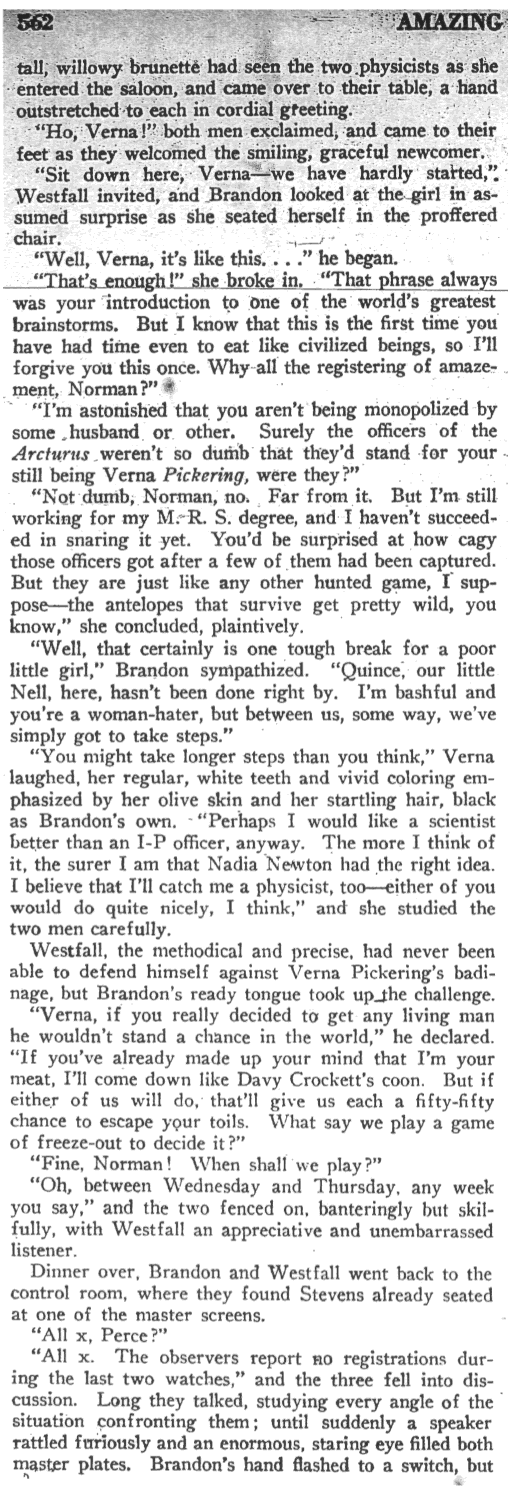 562 AMAZING
tall, willowy brunette had seen the two physicists as she
entered the saloon, and came over to their table, a hand
outstretched to each in cordial greeting.
"Ho, Verna!" both men exclaimed, and came to their
feet as they welcomed the smiling, graceful newcomer.
"Sit down here, Verna—we have hardly started,"
Westfall invited, and Brandon looked at the girl in as-
sumed surprise as she seated herself in the proffered
chair.
"Well, Verna, it's like this. . . ." he began.
"That's enough!" she broke in. "That phrase always
was your introduction to one of the world's greatest
brainstorms. But I know that this is the first time you
have had time even to eat like civilized beings, so I'll
forgive you this once. Why all the registering of amaze-
ment, Norman?"
"I'm astonished that you aren't being monopolized by
some husband or other. Surely the officers of the
Arcturus weren't so dumb that they'd stand for your
still being Verna Pickering, were they?"
"Not dumb, Norman, no. Far from it. But I'm still
working for my M. R. S. degree, and I haven't succeed-
ed in snaring it yet. You'd be surprised at how cagy
those officers got after a few of them had been captured.
But they are just like any other hunted game, I sup-
pose—the antelopes that survive get pretty wild, you
know," she concluded, plaintively.
"Well, that certainly is one tough break for a poor
little girl," Brandon sympathized. "Quince, our little
Nell, here, hasn't been done right by. I'm bashful and
you're a woman-hater, but between us, some way, we've
simply got to take steps."
"You might take longer steps than you think," Verna
laughed, her regular, white teeth and vivid coloring em-
phasized by her olive skin and her startling hair, black
as Brandon's own. "Perhaps I would like a scientist
better than an I-P officer, anyway. The more I think of
it, the surer I am that Nadia Newton had the right idea.
I believe that I'll catch me a physicist, too—either of you
would do quite nicely, I think," and she studied the
two men carefully.
Westfall, the methodical and precise, had never been
able to defend himself against Verna Pickering's badi-
nage, but Brandon's ready tongue took up the challenge.
"Verna, if you really decided to get any living man
he wouldn't stand a chance in the world," he declared.
"If you've already made up your mind that I'm your
meat, I'll come down like Davy Crockett's coon. But if
either of us will do, that'll give us each a fifty-fifty
chance to escape your toils. What say we play a game
of freeze-out to decide it?"
"Fine, Norman! When shall we play?"
"Oh, between Wednesday and Thursday, any week
you say," and the two fenced on, banteringly but skil-
fully, with Westfall an appreciative and unembarrassed
listener.
Dinner over, Brandon and Westfall went back to the
control room, where they found Stevens already seated
at one of the master screens.
"All x, Perce?"
"All x. The observers report no registrations dur-
ing the last two watches," and the three fell into dis-
cussion. Long they talked, studying every angle of the
situation confronting them; until suddenly a speaker
rattled furiously and an enormous, staring eye filled both
master plates. Brandon's hand flashed to a switch, but